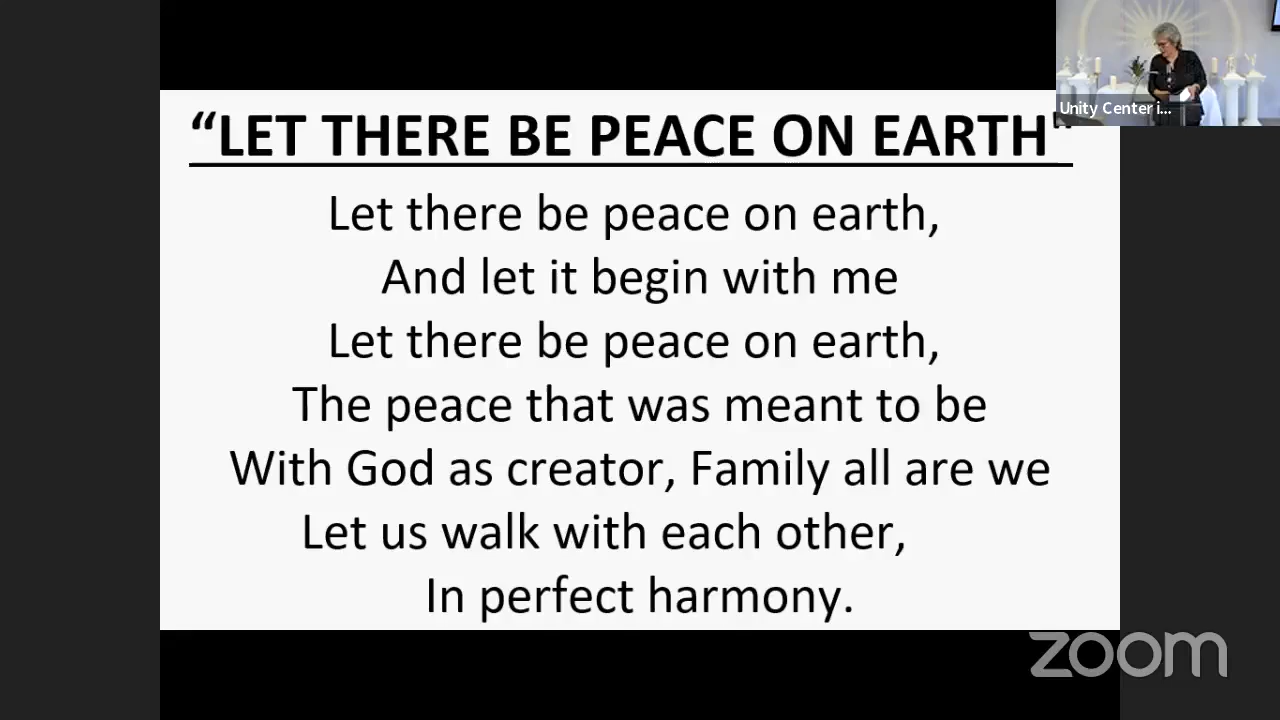 “LET THERE BE PEACE ON EARTH"
Let there be peace on earth,
And let it begin with me
Let there be peace on earth,
The peace that was meant to be
With God as creator, Family all are we
Let us walk with each other,
In perfect harmony.
Unity Center i...
zoom